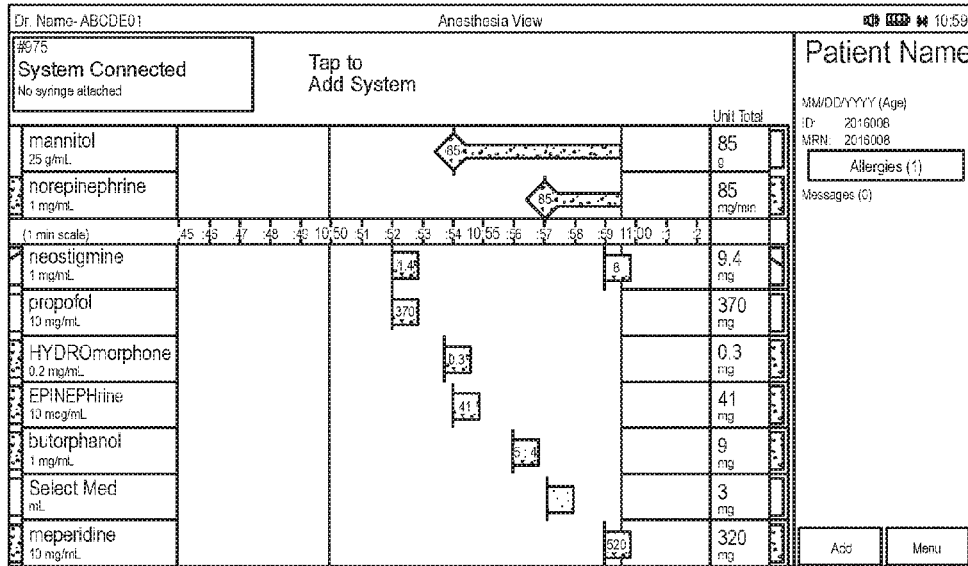 Dr. Name- ABCDE01 Anesthesia View 10:59
#975
System Connected
No syringe attached
Tap to
Add System
Patient Name
MM/DD/YYYY (Age)
ID: 2016008
MRN: 2016008
Allergies (1)
Messages (0)
Unit Total
mannitol
25 g/mL
85
85
g
norepinephrine
1 mg/mL
85
85
mg/min
(1 min scale) :45 :46 :47 :48 :49 10:50 :51 :52 :53 :54 10:55 :56 :57 :58 :59 11:00 :1 :2
neostigmine
1 mg/mL
1.4
8
9.4
mg
propofol
10 mg/mL
370
370
mg
HYDROmorphone
0.2 mg/mL
0.3
0.3
mg
EPINEPHrine
10 mcg/mL
41
41
mg
butorphanol
1 mg/mL
9
mg
Select Med
mL
3
mg
meperidine
10 mg/mL
520
320
mg
Add
Menu